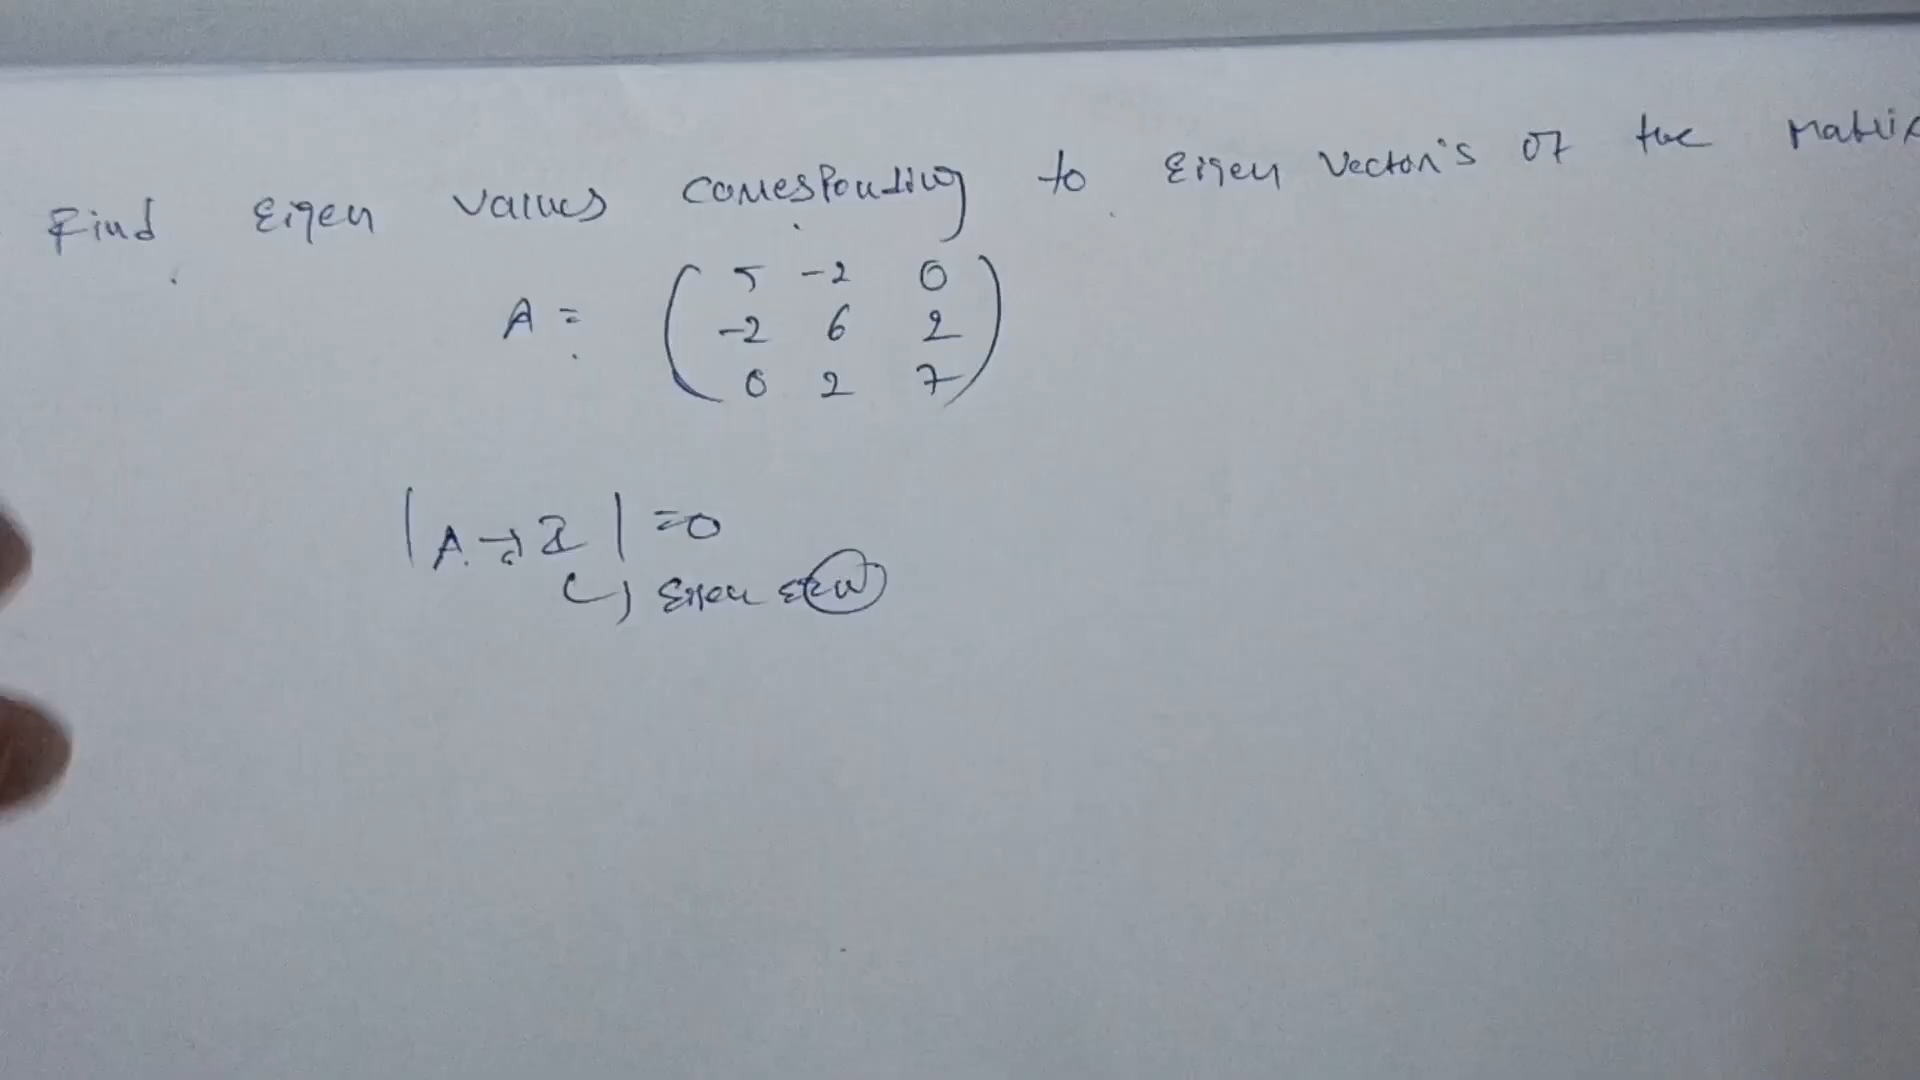 Find Eigen values corresponding to Eigen Vector's of the Matrix
A = ( 5 -2 0
-2 6 2
0 2 7 )
|A - λI| = 0
Eigen